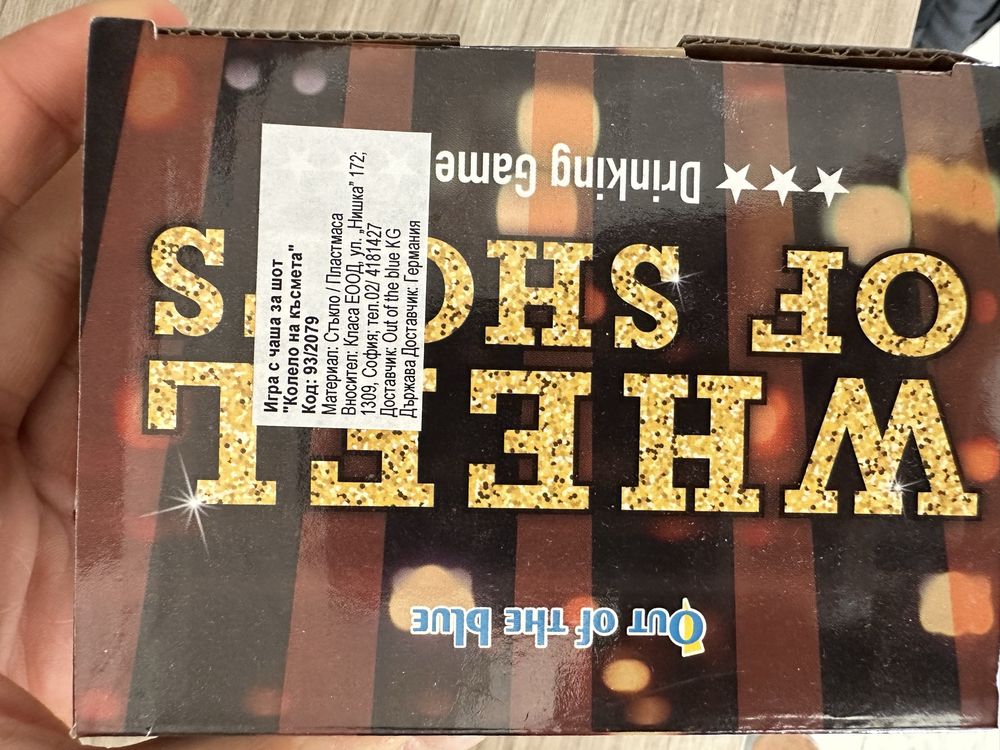 Out of the blue
WHEEL
OF SHOTS
Drinking Game
Игра с чаша за шот
"Колело на късмета"
Код: 93/2079
Материал: Стъкло / Пластмаса
Вносител: Класа ЕООД, ул. „Нишка" 172;
1309, София; тел.02/ 4181427
Доставчик: Out of the blue KG
Държава Доставчик: Германия